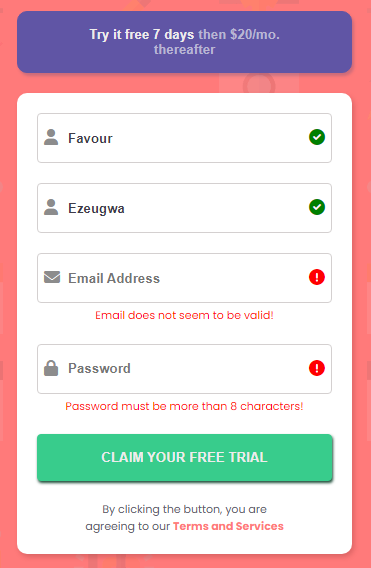 Try it free 7 days then $20/mo.
thereafter
Favour
Ezeugwa
Email Address
Email does not seem to be valid!
Password
Password must be more than 8 characters!
CLAIM YOUR FREE TRIAL
By clicking the button, you are
agreeing to our Terms and Services